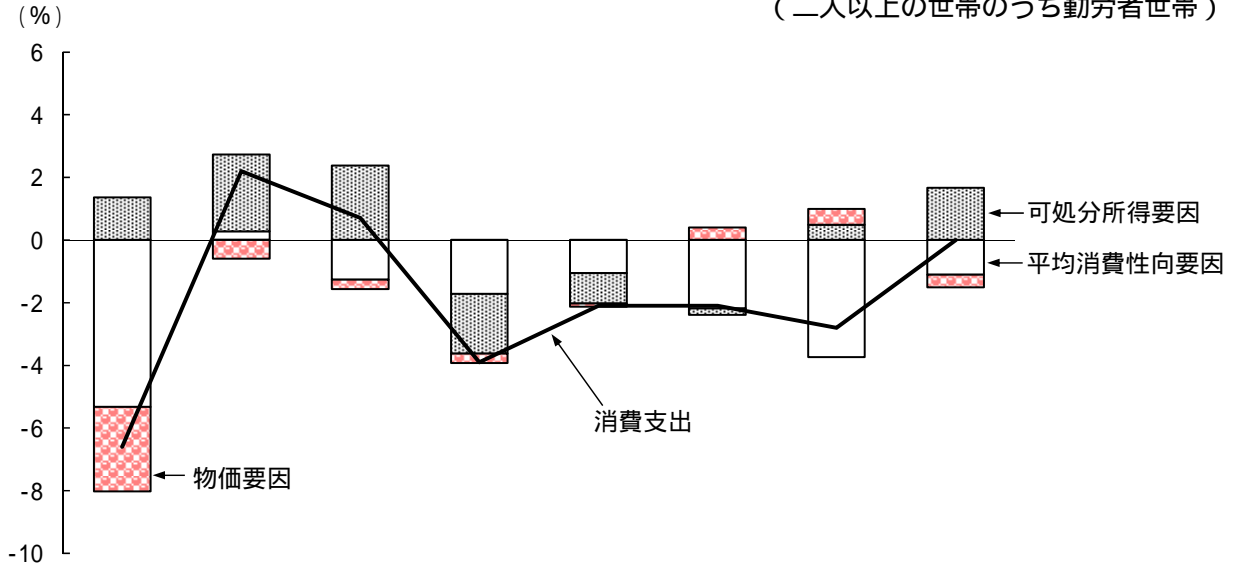 (%)
(二人以上の世帯のうち勤労者世帯)
6
4
2
0
-2
-4
-6
-8
-10
可処分所得要因
平均消費性向要因
消費支出
物価要因